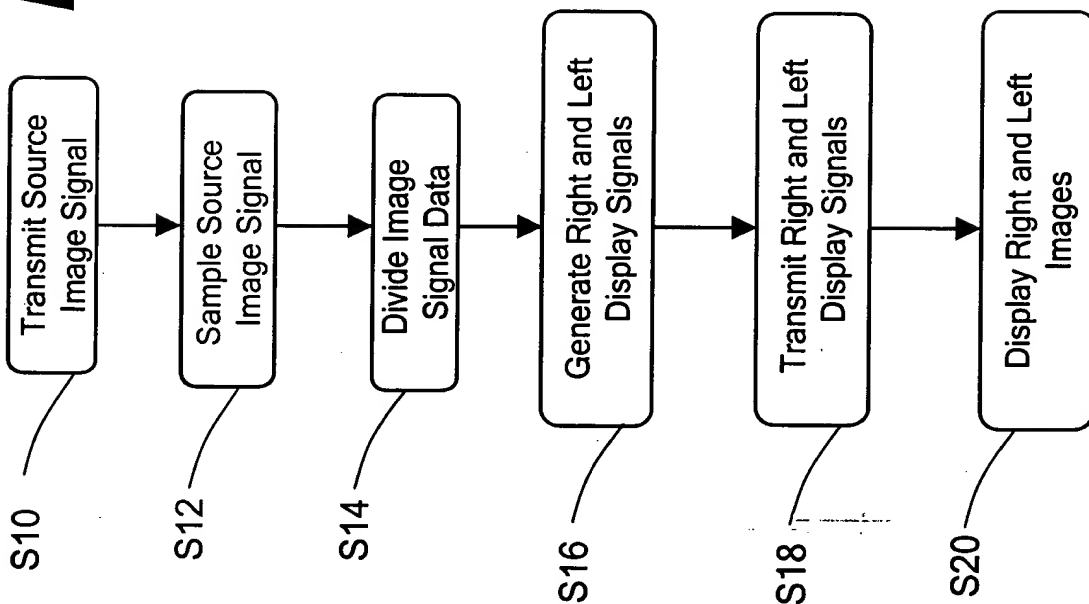 S10
Transmit Source
Image Signal
S12
Sample Source
Image Signal
S14
Divide Image
Signal Data
S16
Generate Right and Left
Display Signals
S18
Transmit Right and Left
Display Signals
S20
Display Right and Left
Images